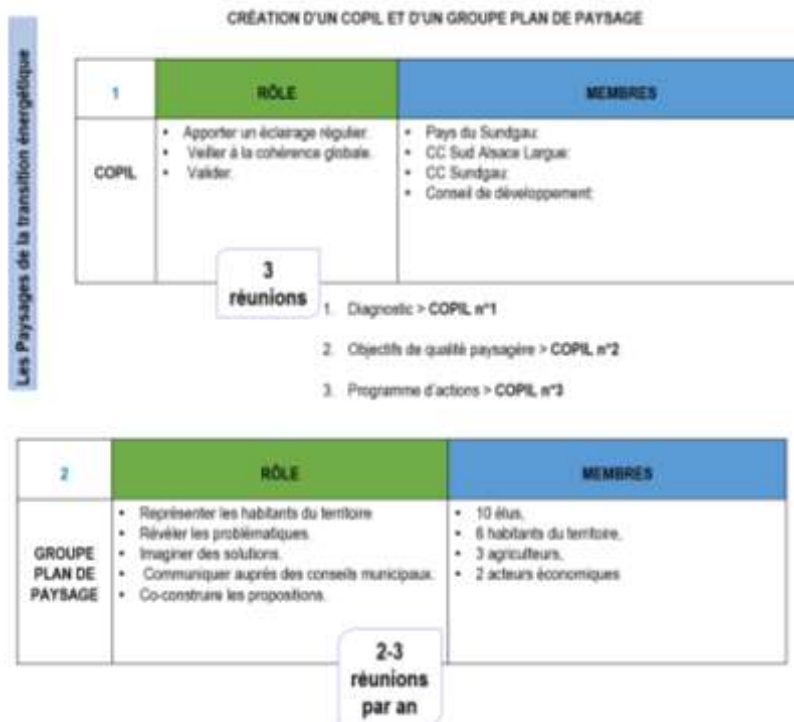 CRÉATION D'UN COPIL ET D'UN GROUPE PLAN DE PAYSAGE
Les Paysages de la transition énergétique
1
RÔLE
MEMBRES
COPIL
• Apporter un éclairage régulier.
• Veiller à la cohérence globale.
• Valider.
• Pays du Sundgau;
• CC Sud Alsace Largue;
• CC Sundgau;
• Conseil de développement;
3
réunions
1. Diagnostic > COPIL n°1
2. Objectifs de qualité paysagère > COPIL n°2
3. Programme d'actions > COPIL n°3
2
RÔLE
MEMBRES
GROUPE
PLAN DE
PAYSAGE
• Représenter les habitants du territoire
• Révéler les problématiques.
• Imaginer des solutions.
• Communiquer auprès des conseils municipaux.
• Co-construire les propositions.
• 10 élus,
• 6 habitants du territoire,
• 3 agriculteurs,
• 2 acteurs économiques
2-3
réunions
par an